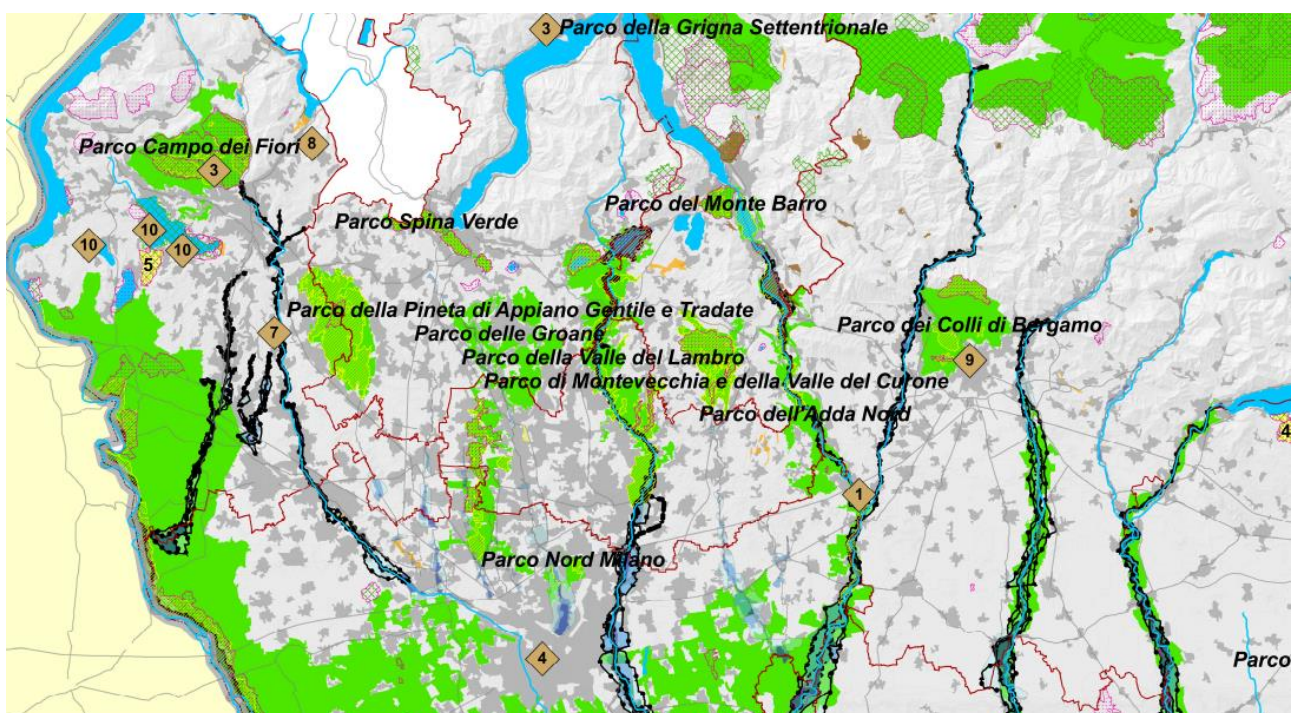 3
Parco della Grigna Settentrionale
8
Parco Campo dei Fiori
3
Parco del Monte Barro
Parco Spina Verde
10
10
10
5
Parco della Pineta di Appiano Gentile e Tradate
Parco dei Colli di Bergamo
7
Parco delle Groane
Parco della Valle del Lambro
9
Parco di Montevecchia e della Valle del Curone
Parco dell'Adda Nord
4
1
Parco Nord Milano
4
Parco